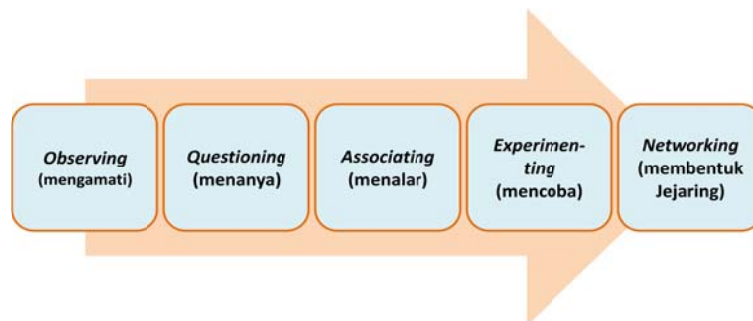 Observing
(mengamati)
Questioning
(menanya)
Associating
(menalar)
Experimen-
ting
(mencoba)
Networking
(membentuk
Jejaring)